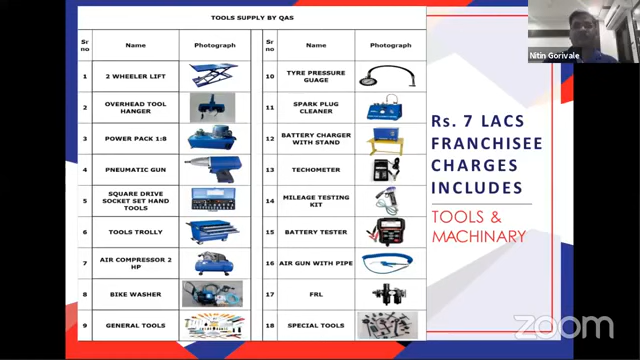 TOOLS SUPPLY BY QAS
Sr no Name Photograph Sr no Name Photograph
1 2 WHEELER LIFT 10 TYRE PRESSURE GUAGE
2 OVERHEAD TOOL HANGER 11 SPARK PLUG CLEANER
3 POWER PACK 1:8 12 BATTERY CHARGER WITH STAND
4 PNEUMATIC GUN 13 TECHOMETER
5 SQUARE DRIVE SOCKET SET HAND TOOLS 14 MILEAGE TESTING KIT
6 TOOLS TROLLY 15 BATTERY TESTER
7 AIR COMPRESSOR 2 HP 16 AIR GUN WITH PIPE
8 BIKE WASHER 17 FRL
9 GENERAL TOOLS 18 SPECIAL TOOLS
Rs. 7 LACS
FRANCHISEE
CHARGES
INCLUDES
TOOLS &
MACHINARY
Nitin Gorivale
zoom